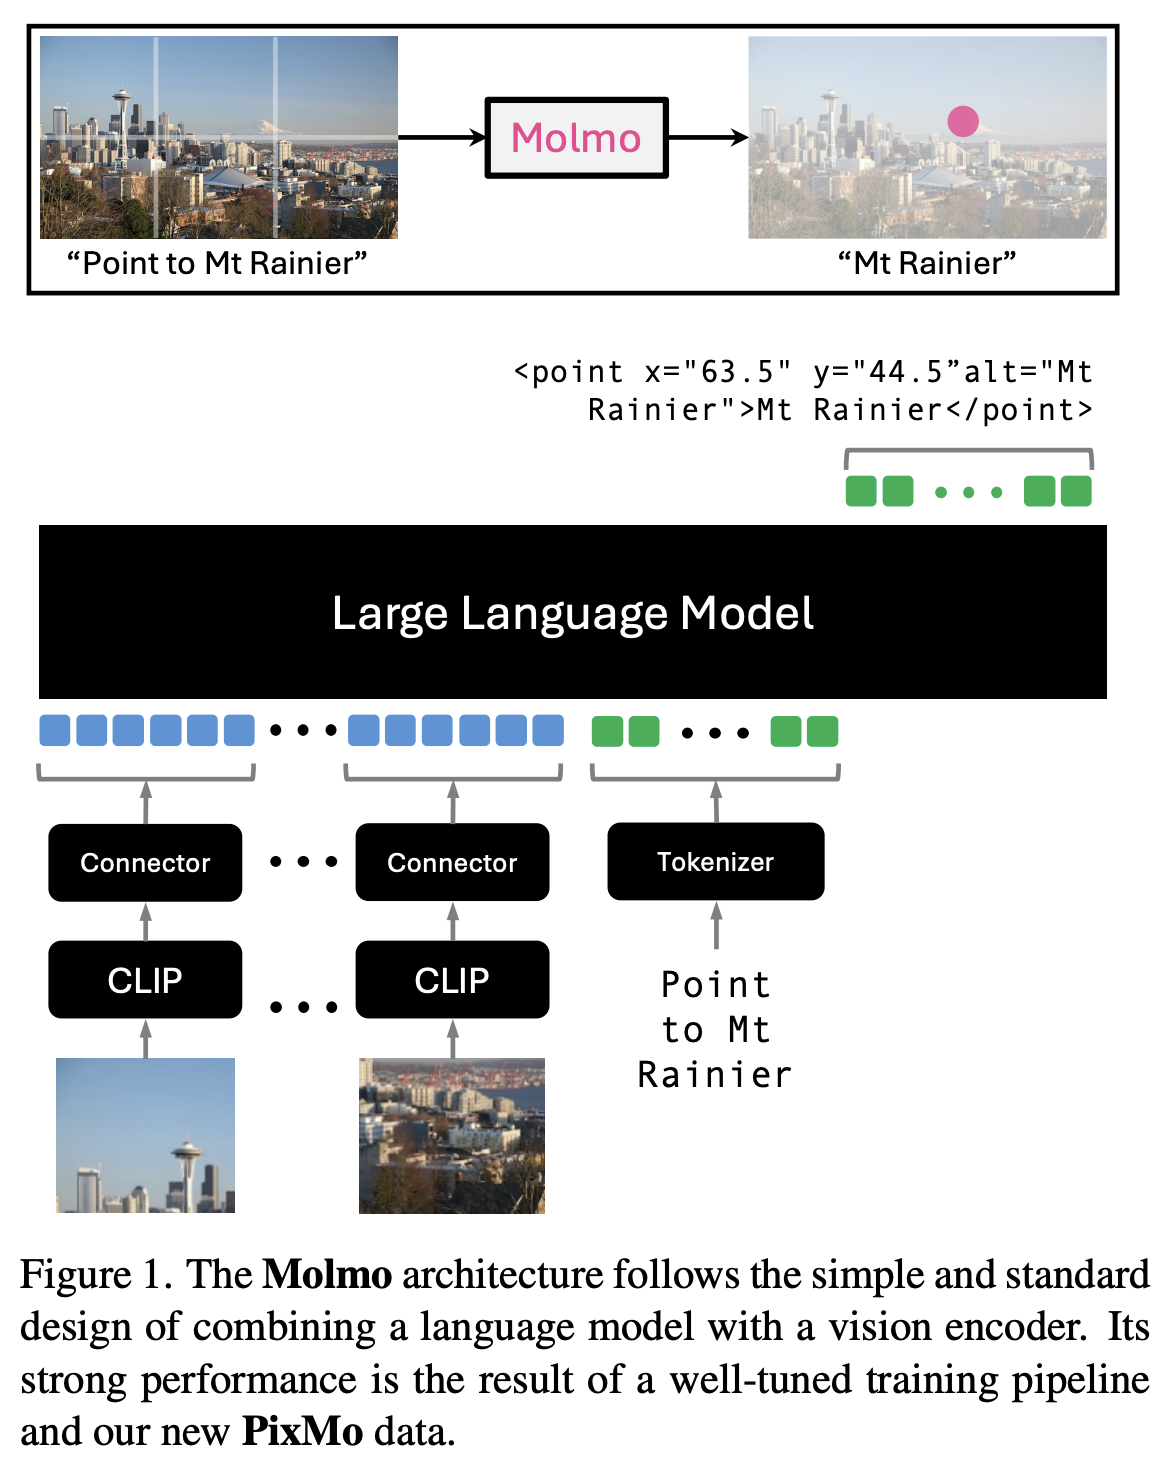 Molmo
“Point to Mt Rainier”
“Mt Rainier”
<point x="63.5" y="44.5”alt="Mt
Rainier">Mt Rainier</point>
Large Language Model
Connector
Connector
Tokenizer
CLIP
CLIP
Point
to Mt
Rainier
Figure 1. The Molmo architecture follows the simple and standard
design of combining a language model with a vision encoder. Its
strong performance is the result of a well-tuned training pipeline
and our new PixMo data.